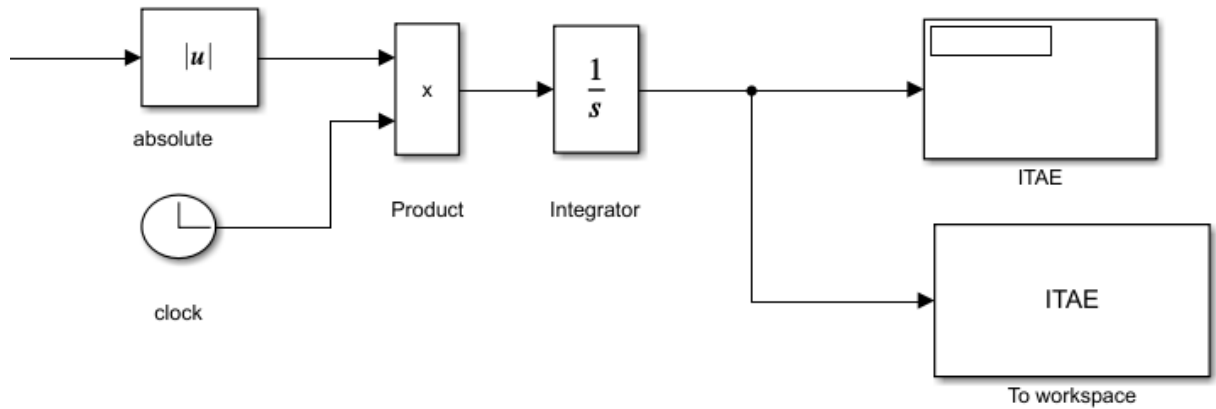 |u|
absolute
x
1
s
ITAE
Product
Integrator
clock
ITAE
To workspace